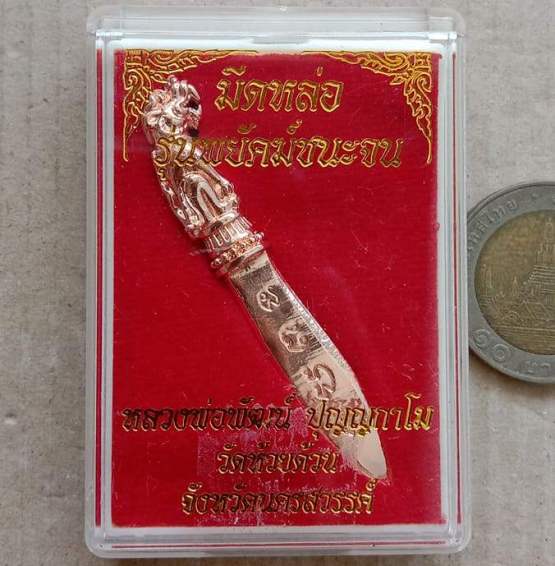 มีดหล่อ
รุ่นพยัคฆ์ชนะจน
หลวงพ่อพัฒน์ ปุญญกาโม
วัดห้วยด้วน
จังหวัดนครสวรรค์